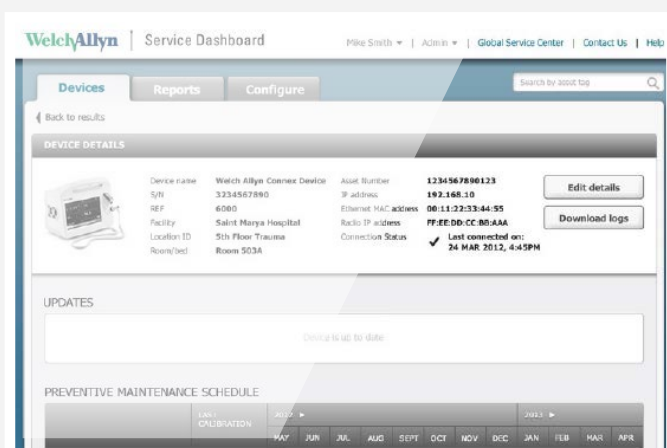 WelchAllyn Service Dashboard Mike Smith Admin | Global Service Center | Contact Us | Help
Devices Reports Configure Search by asset tag
Back to results
DEVICE DETAILS
Device name Welch Allyn Connex Device Asset Number 1234567890123
S/N 3234567890 IP address 192.168.10
REF 6000 Ethernet MAC address 00:11:22:33:44:55
Facility Saint Marys Hospital Radio IP address FF:EE:DD:CC:BB:AAA
Location ID 5th Floor Trauma Connection Status Last connected on:
Room/bed Room 503A 24 MAR 2012, 4:45PM
Edit details
Download logs
UPDATES
Device is up to date
PREVENTIVE MAINTENANCE SCHEDULE
LAST CALIBRATION 2012 2013
MAY JUN JUL AUG SEPT OCT NOV DEC JAN FEB MAR APR